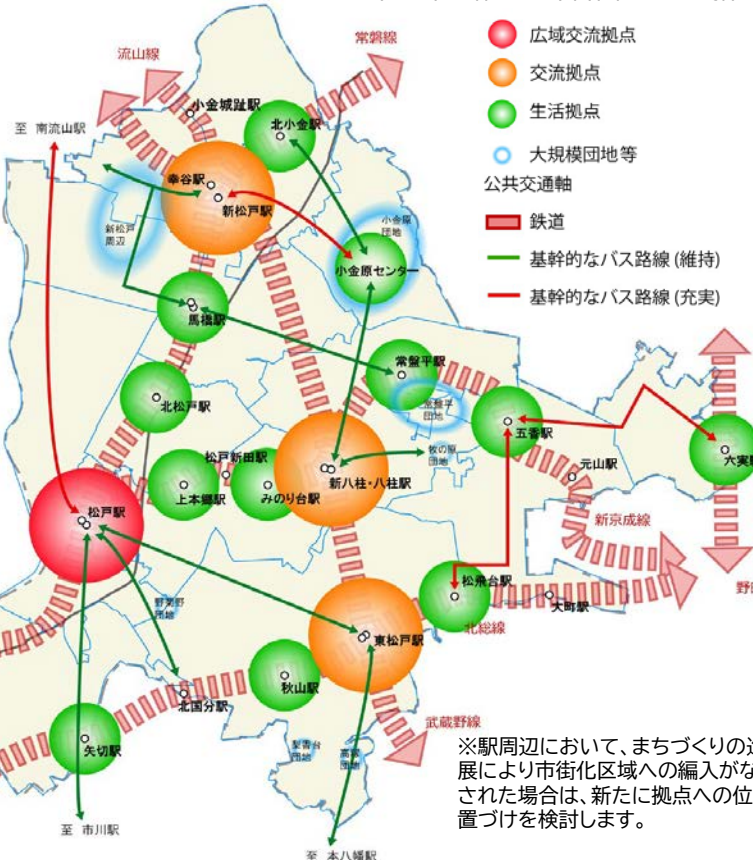 常磐線
流山線
小金城趾駅
北小金駅
至 南流山駅
幸谷駅
新松戸駅
新松戸
周辺
小金原
団地
小金原センター
馬橋駅
常盤平駅
常盤平
団地
北松戸駅
五香駅
牧の原
団地
六実駅
松戸新田駅
上本郷駅
みのり台駅
新八柱・八柱駅
元山駅
松戸駅
新京成線
松飛台駅
大町駅
野菊野
団地
東松戸駅
北総線
秋山駅
北国分駅
武蔵野線
矢切駅
梨香台
団地
高塚
団地
至 市川駅
至 本八幡駅
広域交流拠点
交流拠点
生活拠点
大規模団地等
公共交通軸
鉄道
基幹的なバス路線(維持)
基幹的なバス路線(充実)
※駅周辺において、まちづくりの進
展により市街化区域への編入がな
された場合は、新たに拠点への位
置づけを検討します。